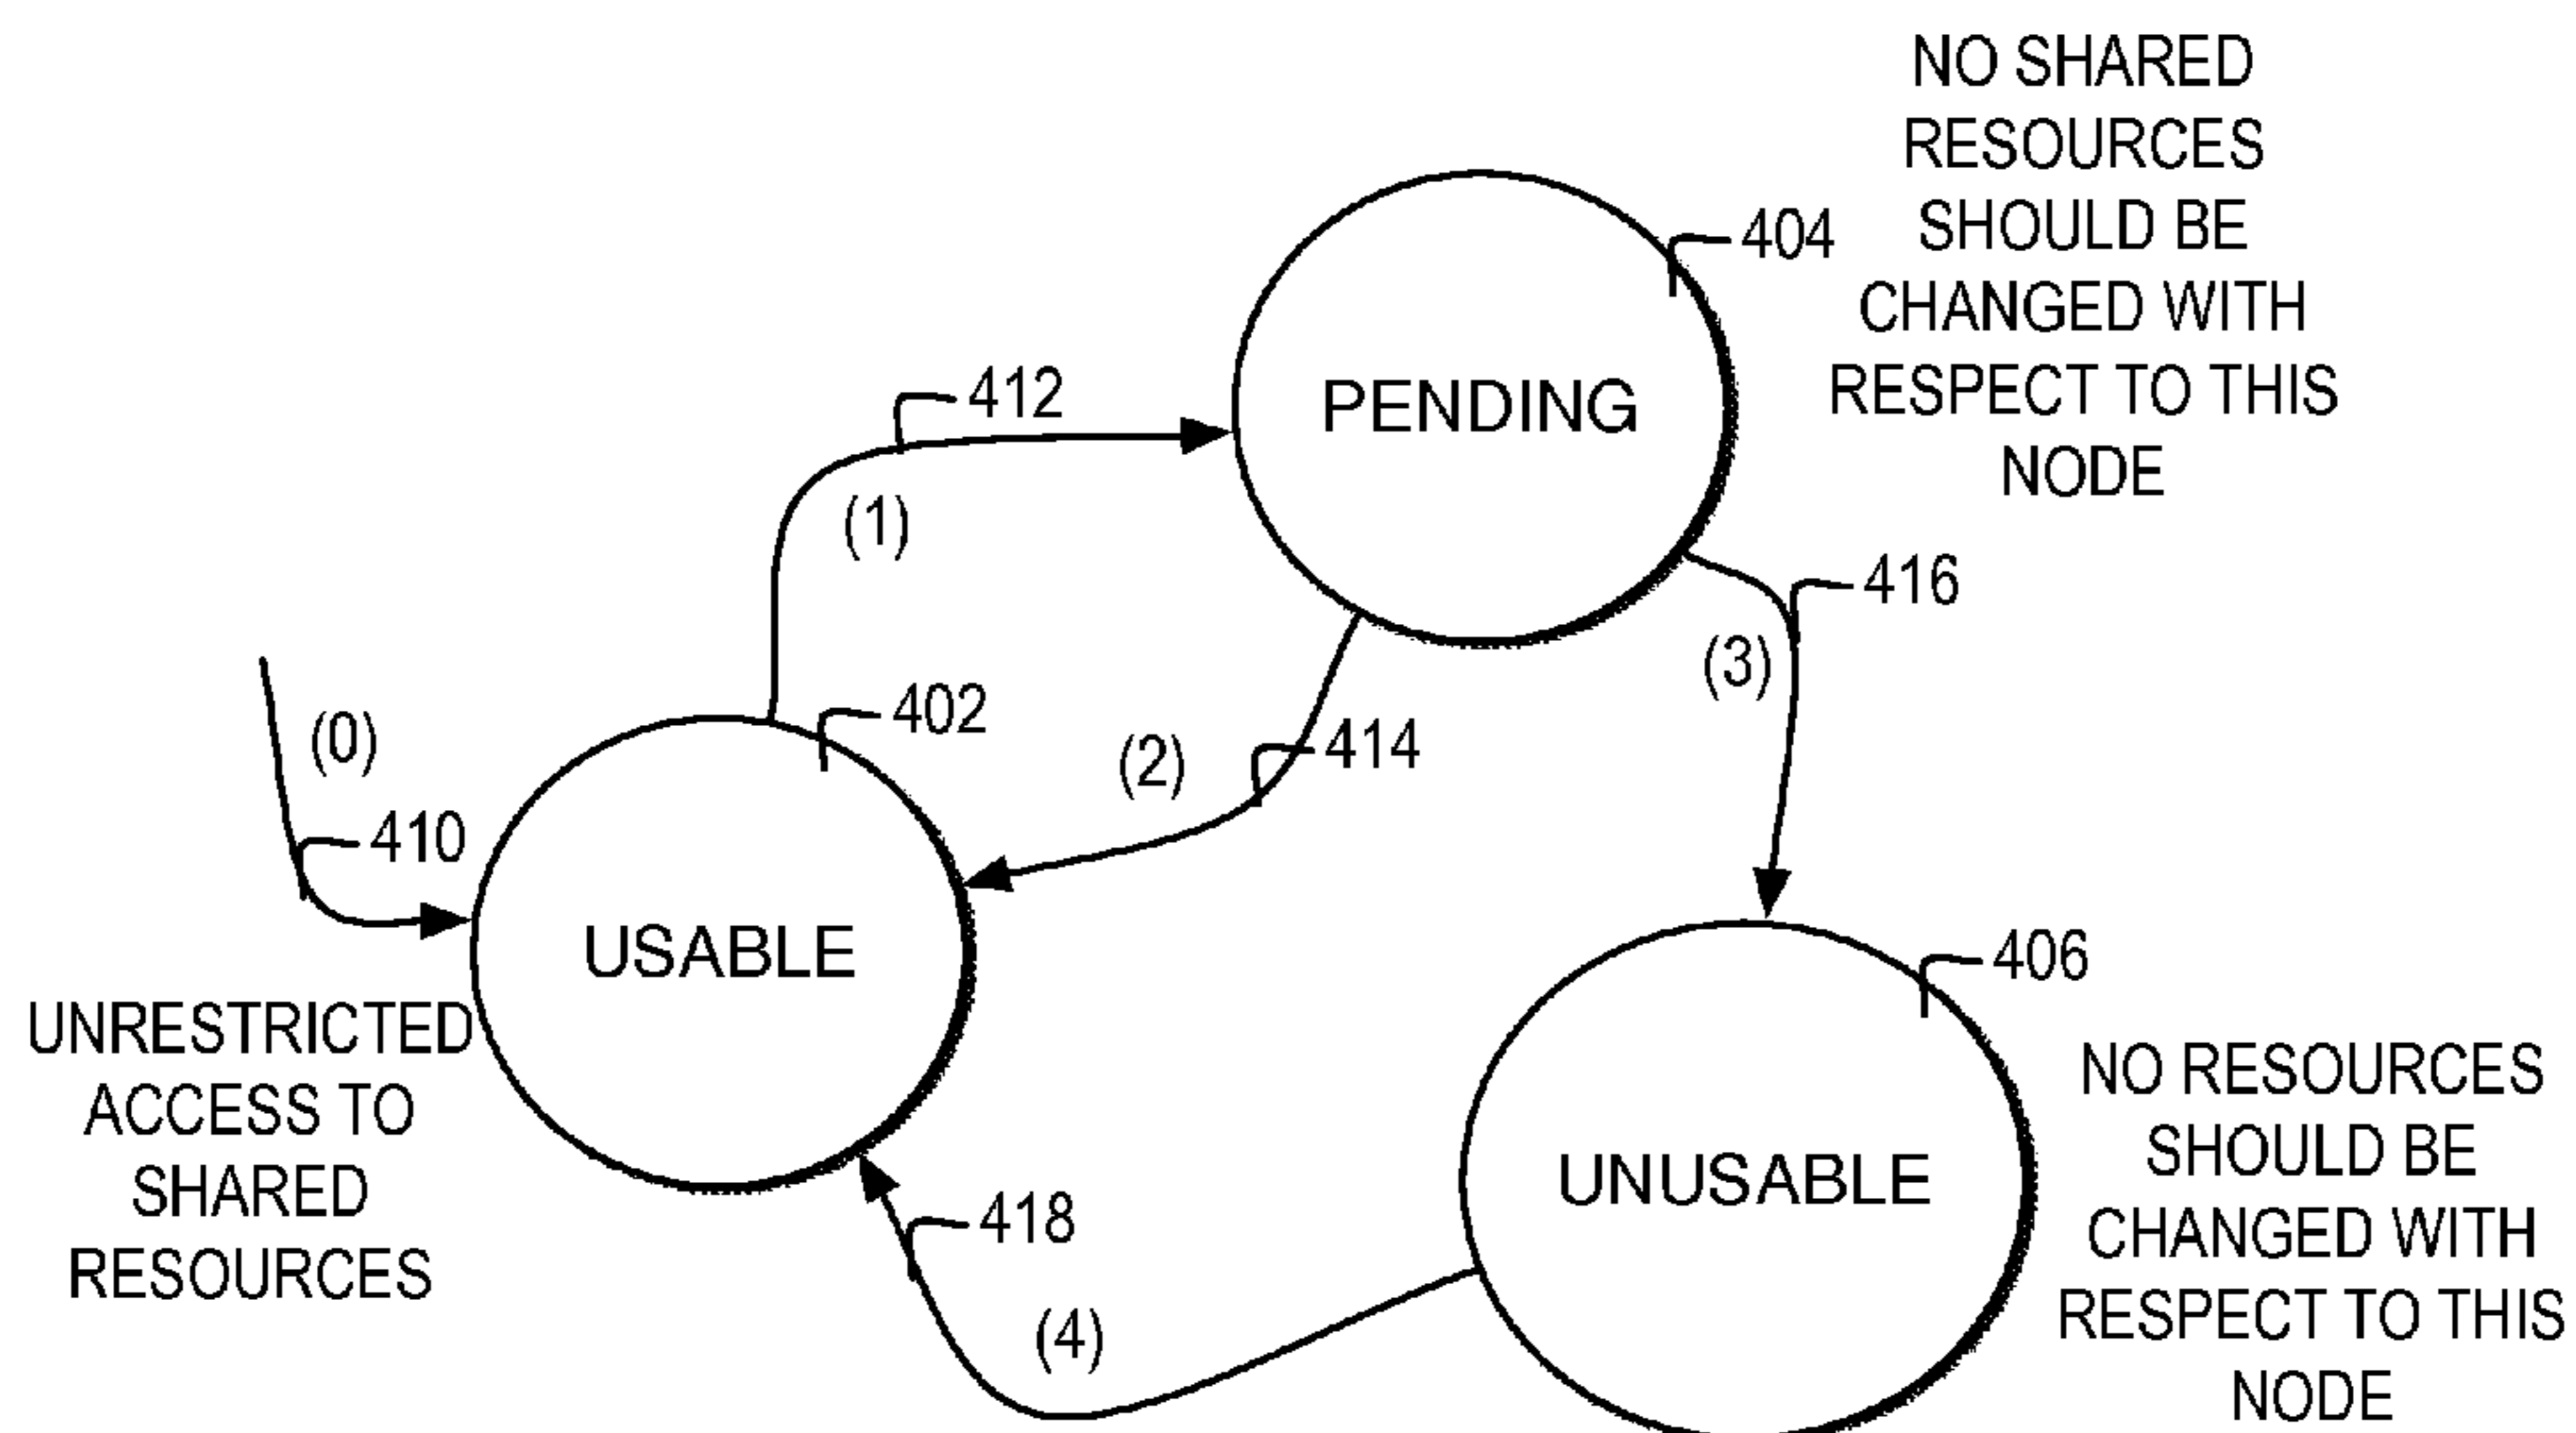 NO SHARED
RESOURCES
SHOULD BE
CHANGED WITH
RESPECT TO THIS
NODE
404
PENDING
412
(1)
416
(3)
402
(0)
(2)
414
410
USABLE
406
UNRESTRICTED
ACCESS TO
SHARED
RESOURCES
UNUSABLE
NO RESOURCES
SHOULD BE
CHANGED WITH
RESPECT TO THIS
NODE
418
(4)